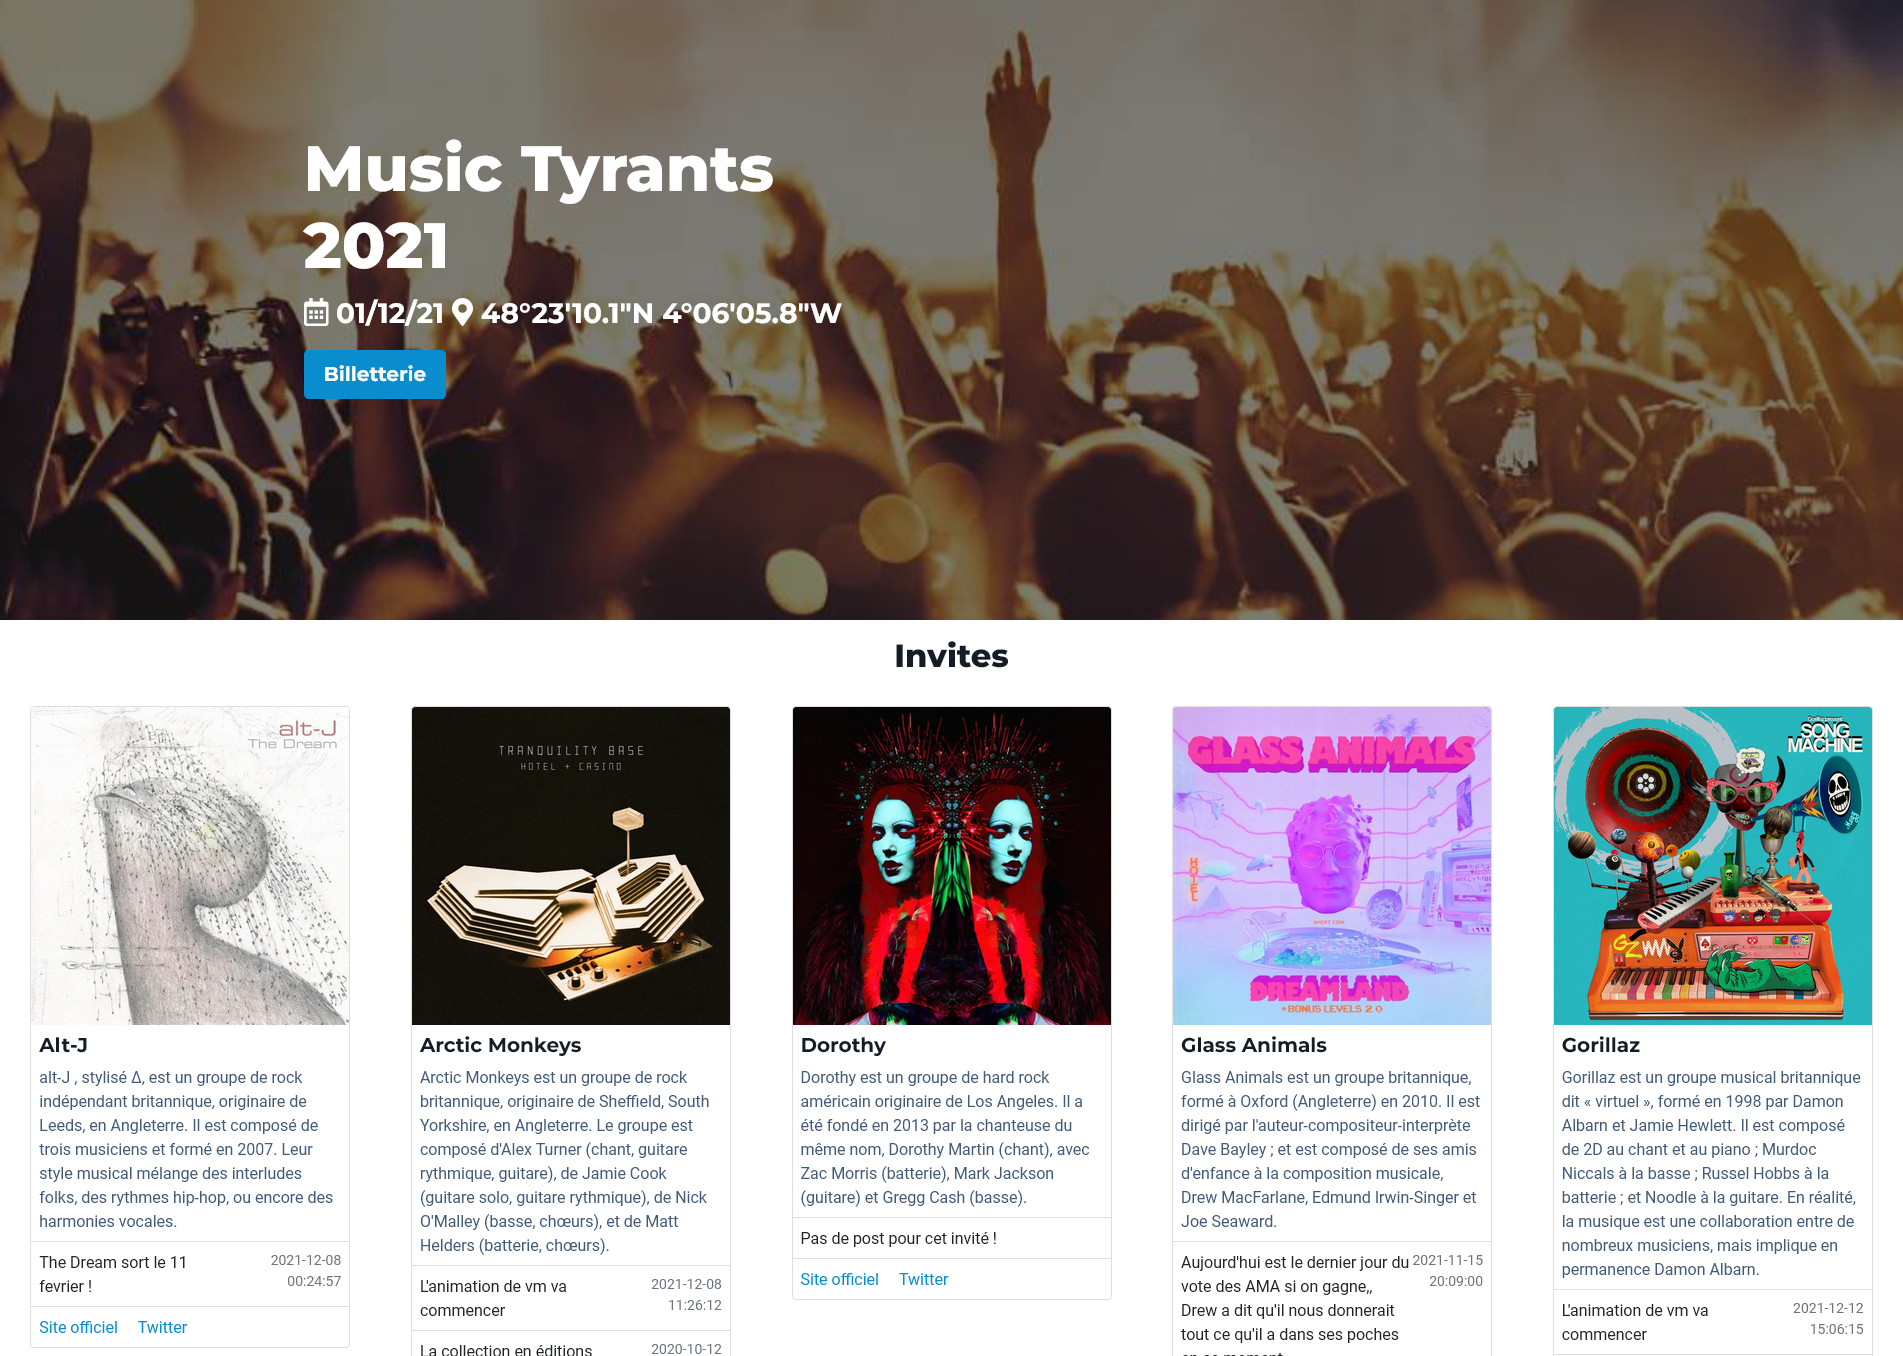 Music Tyrants
2021
01/12/21 48°23'10.1"N 4°06'05.8"W
Billetterie
Invites
alt-J
The Dream
Alt-J
alt-J , stylisé Δ, est un groupe de rock
indépendant britannique, originaire de
Leeds, en Angleterre. Il est composé de
trois musiciens et formé en 2007. Leur
style musical mélange des interludes
folks, des rythmes hip-hop, ou encore des
harmonies vocales.
The Dream sort le 11
fevrier !
2021-12-08
00:24:57
Site officiel Twitter
TRANQUILITY BASE
HOTEL + CASINO
Arctic Monkeys
Arctic Monkeys est un groupe de rock
britannique, originaire de Sheffield, South
Yorkshire, en Angleterre. Le groupe est
composé d'Alex Turner (chant, guitare
rythmique, guitare), de Jamie Cook
(guitare solo, guitare rythmique), de Nick
O'Malley (basse, chœurs), et de Matt
Helders (batterie, chœurs).
L'animation de vm va
commencer
2021-12-08
11:26:12
La collection en éditions
2020-10-12
Dorothy
Dorothy est un groupe de hard rock
américain originaire de Los Angeles. Il a
été fondé en 2013 par la chanteuse du
même nom, Dorothy Martin (chant), avec
Zac Morris (batterie), Mark Jackson
(guitare) et Gregg Cash (basse).
Pas de post pour cet invité !
Site officiel Twitter
GLASS ANIMALS
HOTEL
INSERT COIN
DREAMLAND
+BONUS LEVELS 2.0
Glass Animals
Glass Animals est un groupe britannique,
formé à Oxford (Angleterre) en 2010. Il est
dirigé par l'auteur-compositeur-interprète
Dave Bayley ; et est composé de ses amis
d'enfance à la composition musicale,
Drew MacFarlane, Edmund Irwin-Singer et
Joe Seaward.
Aujourd'hui est le dernier jour du
vote des AMA si on gagne,,
Drew a dit qu'il nous donnerait
tout ce qu'il a dans ses poches
2021-11-15
20:09:00
SONG
MACHINE
GZ
Gorillaz
Gorillaz est un groupe musical britannique
dit « virtuel », formé en 1998 par Damon
Albarn et Jamie Hewlett. Il est composé
de 2D au chant et au piano ; Murdoc
Niccals à la basse ; Russel Hobbs à la
batterie ; et Noodle à la guitare. En réalité,
la musique est une collaboration entre de
nombreux musiciens, mais implique en
permanence Damon Albarn.
L'animation de vm va
commencer
2021-12-12
15:06:15